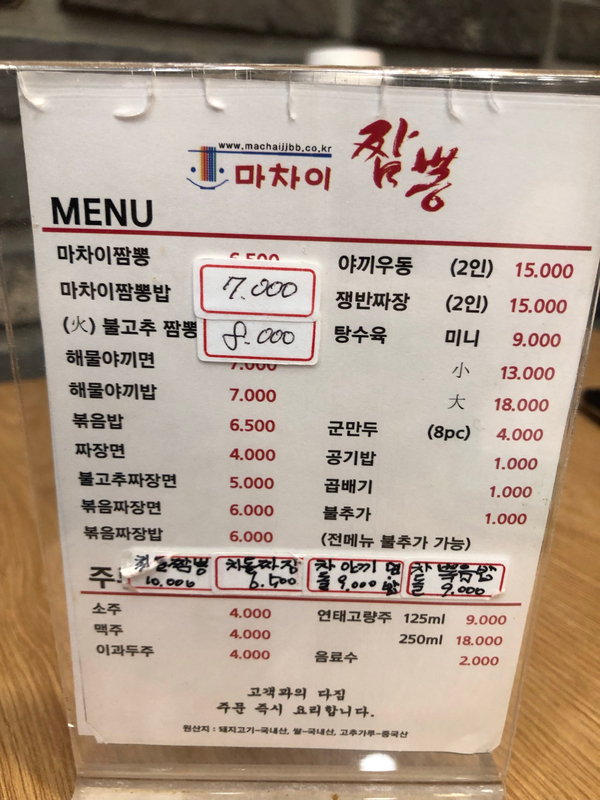 www.machaijjbb.co.kr
마차이 짬뽕
MENU
마차이짬뽕 6.500
마차이짬뽕밥 7.000
(火) 불고추 짬뽕 8.000
해물야끼면 7.000
해물야끼밥 7.000
볶음밥 6.500
짜장면 4.000
불고추짜장면 5.000
볶음짜장면 6.000
볶음짜장밥 6.000
야끼우동 (2인) 15.000
쟁반짜장 (2인) 15.000
탕수육 미니 9.000
小 13.000
大 18.000
군만두 (8pc) 4.000
공기밥 1.000
곱배기 1.000
불추가 1.000
(전메뉴 불추가 가능)
짬뽕 10.000
차돌짜장 6.500
차돌 야끼 면 밥 9.000
차돌 볶음밥 9.000
주
소주 4.000
맥주 4.000
이과두주 4.000
연태고량주 125ml 9.000
250ml 18.000
음료수 2.000
고객과의 다짐
주문 즉시 요리합니다.
원산지 : 돼지고기-국내산, 쌀-국내산, 고추가루-중국산